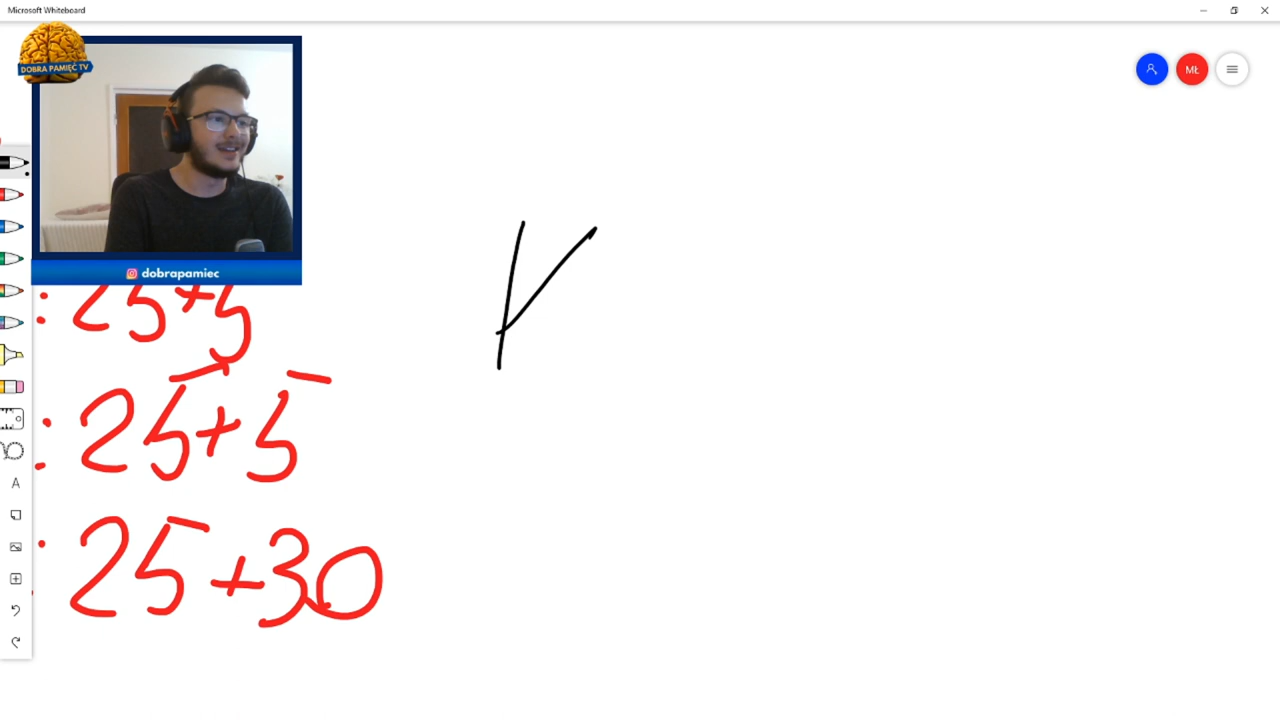 Microsoft Whiteboard
DOBRA PAMIĘĆ TV
MŁ
dobrapamiec
: 25+5
: 25+5
: 25+30
A